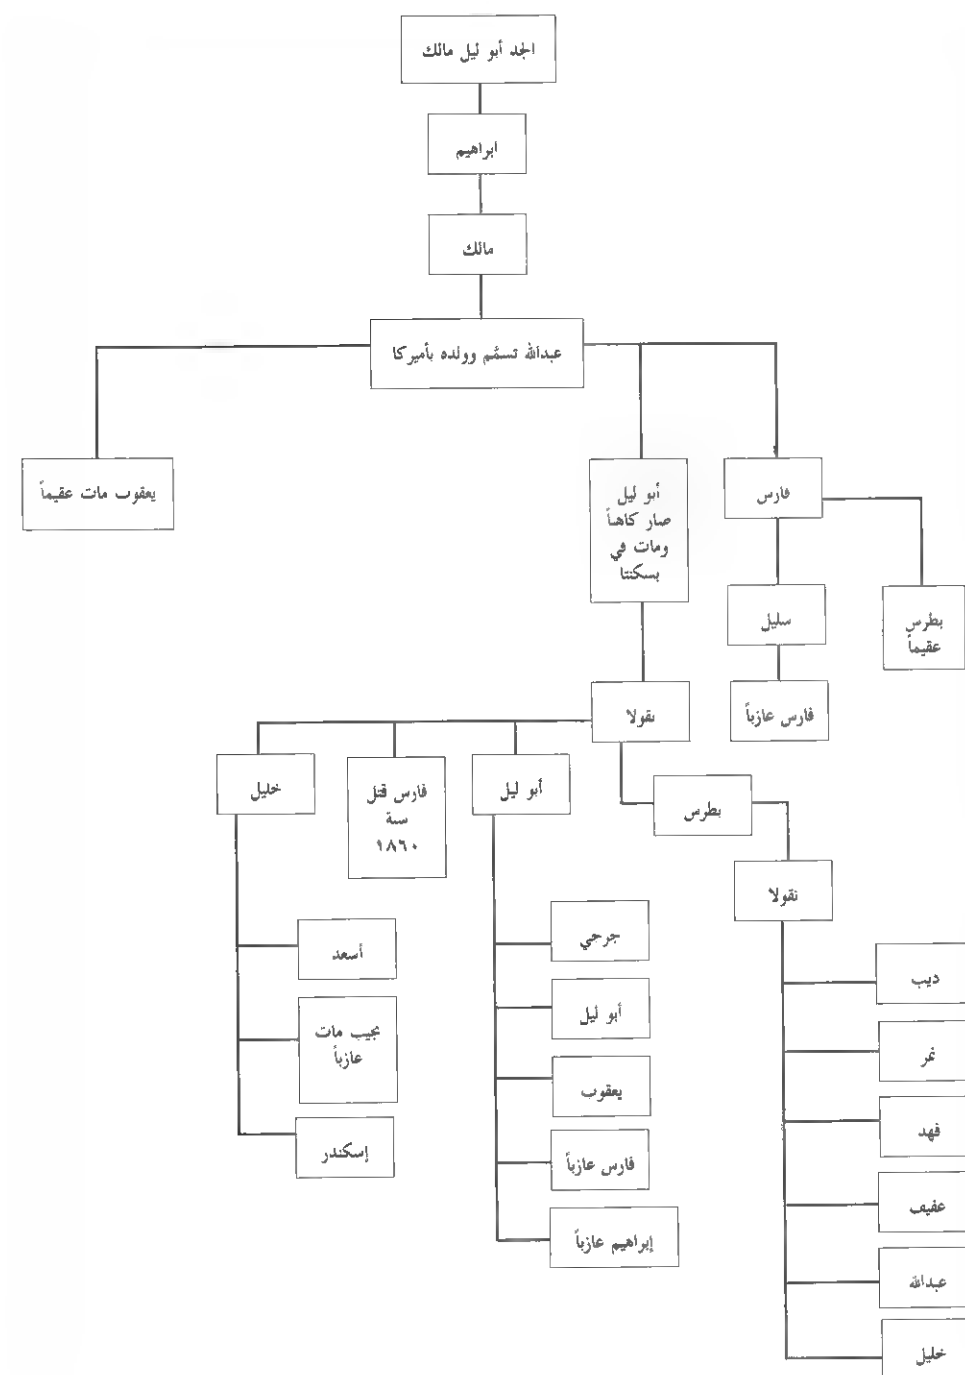 الجد أبو ليل مالك
ابراهيم
مالك
عبدالله تسمَّم وولده بأميركا
فارس
أبو ليل
صار كاهناً
ومات في
بسكنتا
يعقوب مات عقيماً
بطرس
عقيماً
سليل
فارس عازباً
نقولا
بطرس
أبو ليل
فارس قتل
سنة
١٨٦٠
خليل
نقولا
ديب
نمر
فهد
عفيف
عبدالله
خليل
جرجي
أبو ليل
يعقوب
فارس عازباً
إبراهيم عازباً
أسعد
نجيب مات
عازباً
إسكندر